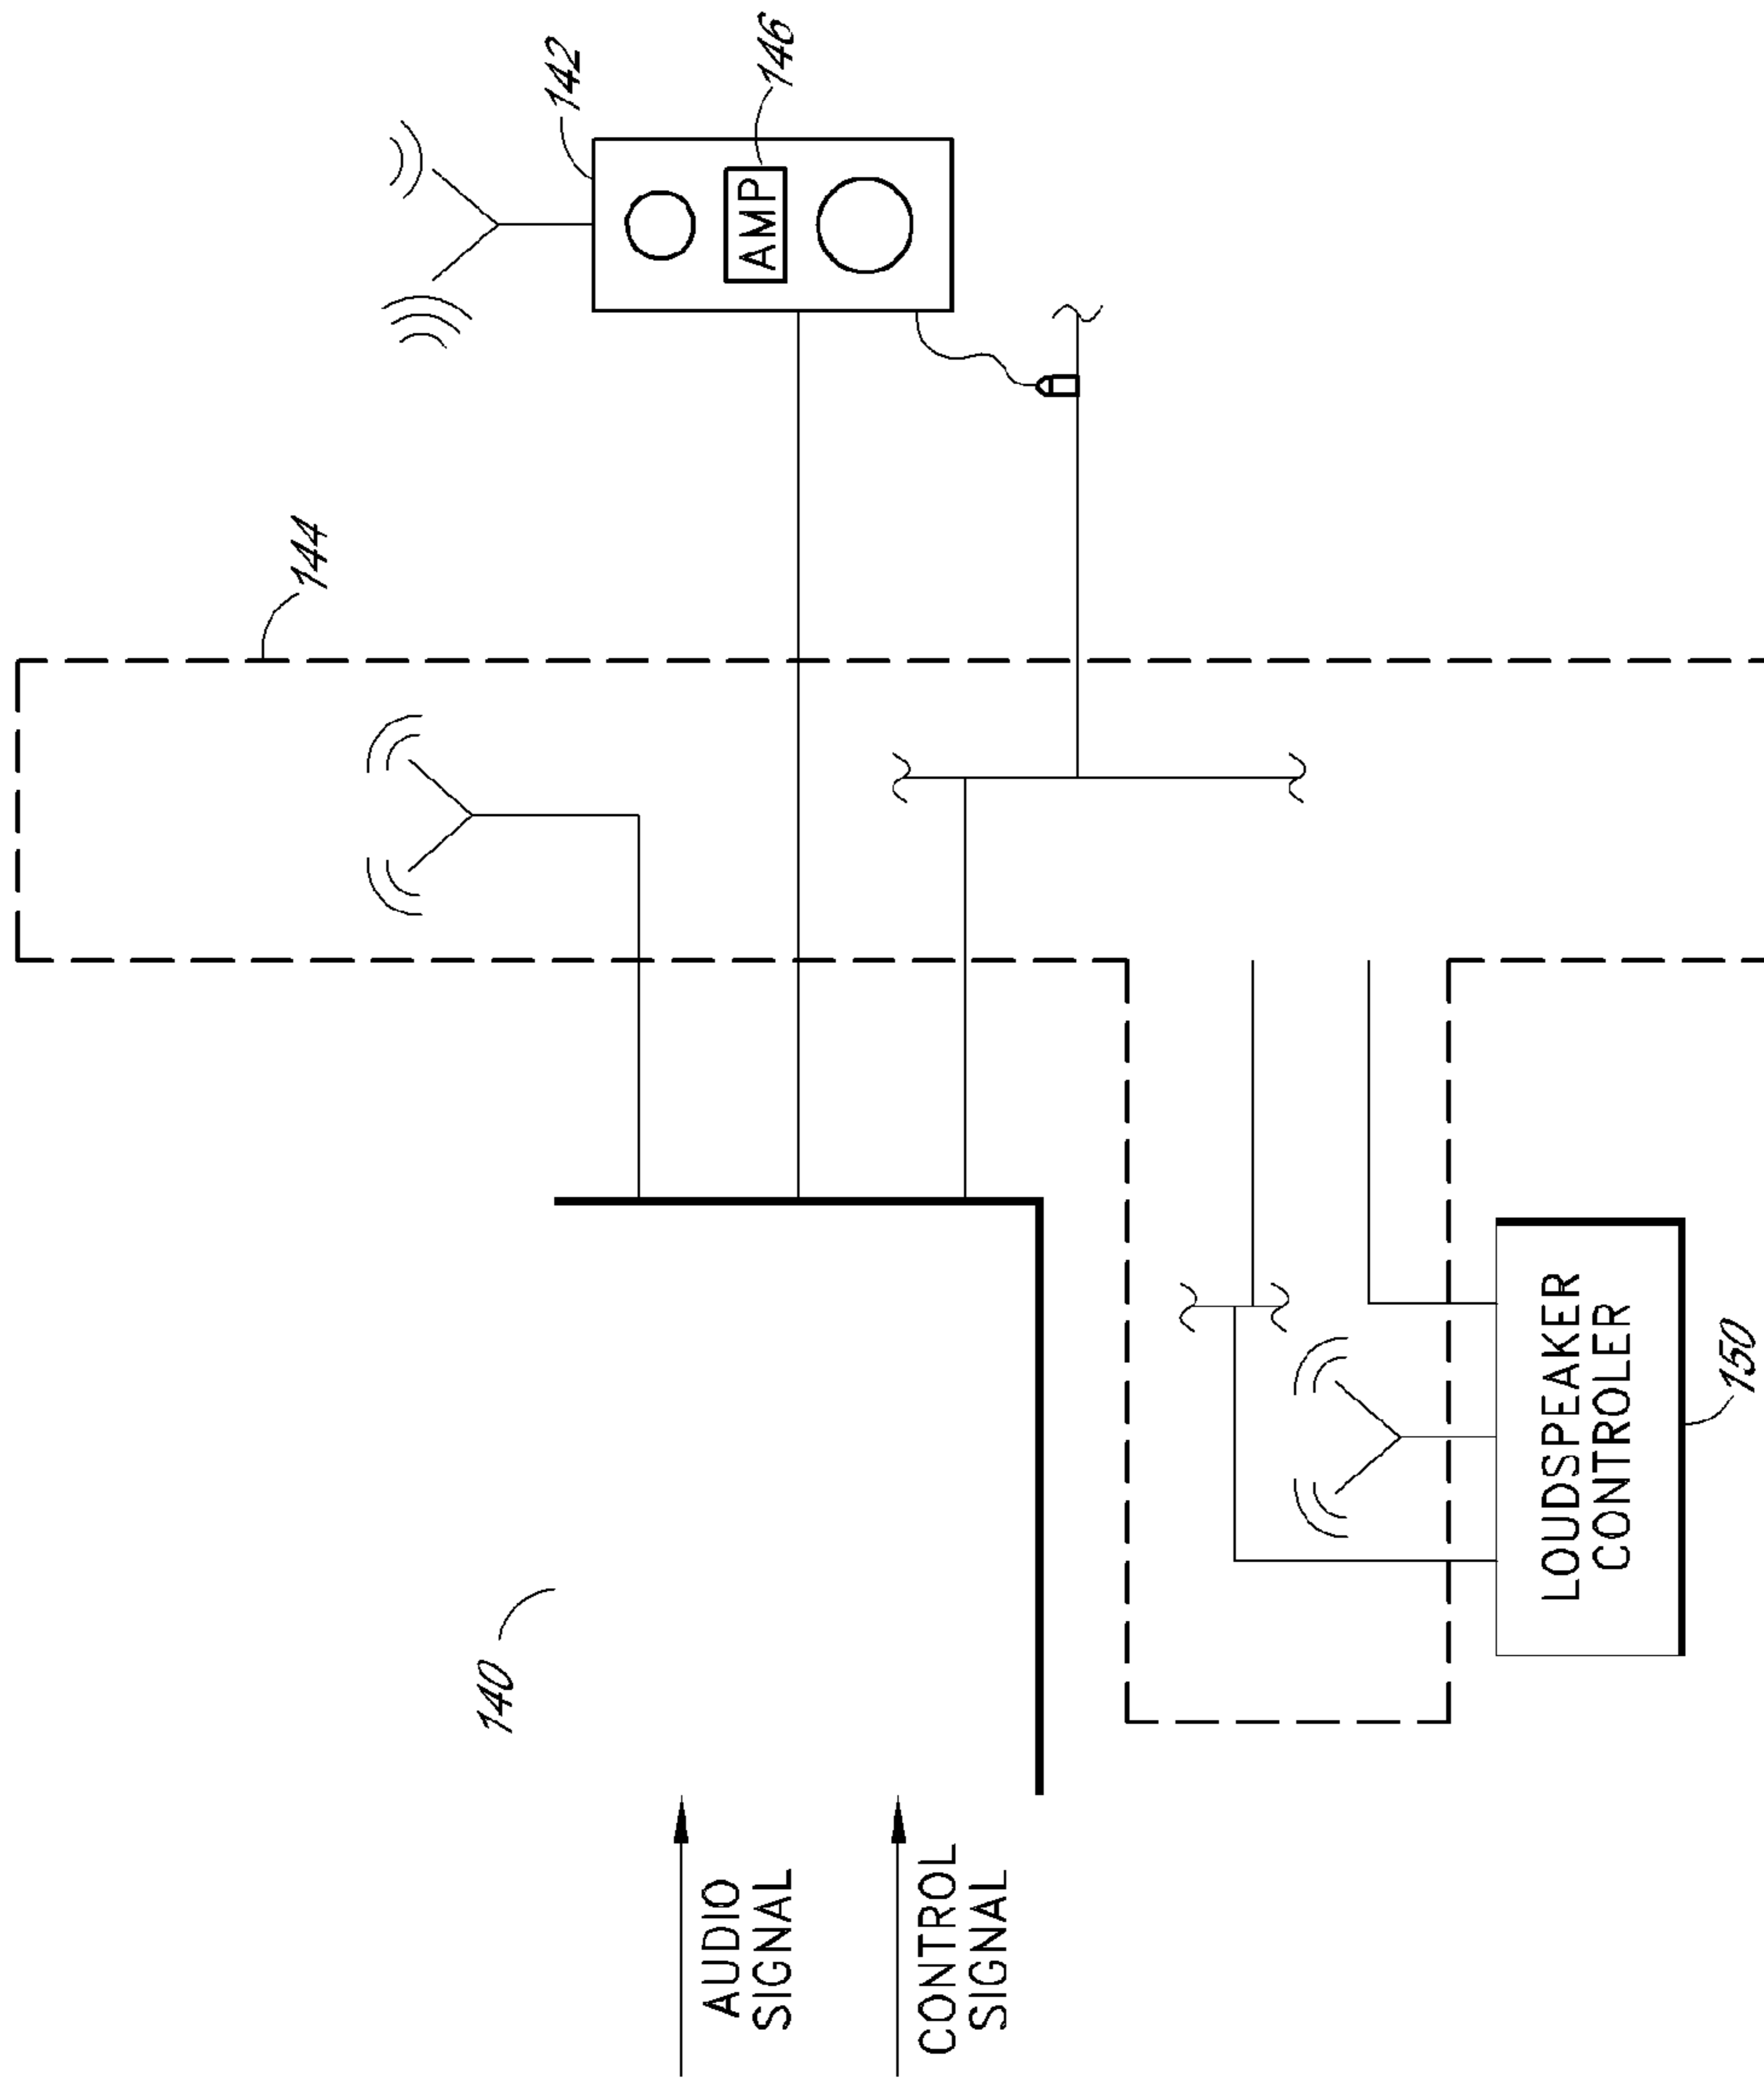 AUDIO
SIGNAL
CONTROL
SIGNAL
140
144
142
AMP
146
LOUDSPEAKER
CONTROLER
150